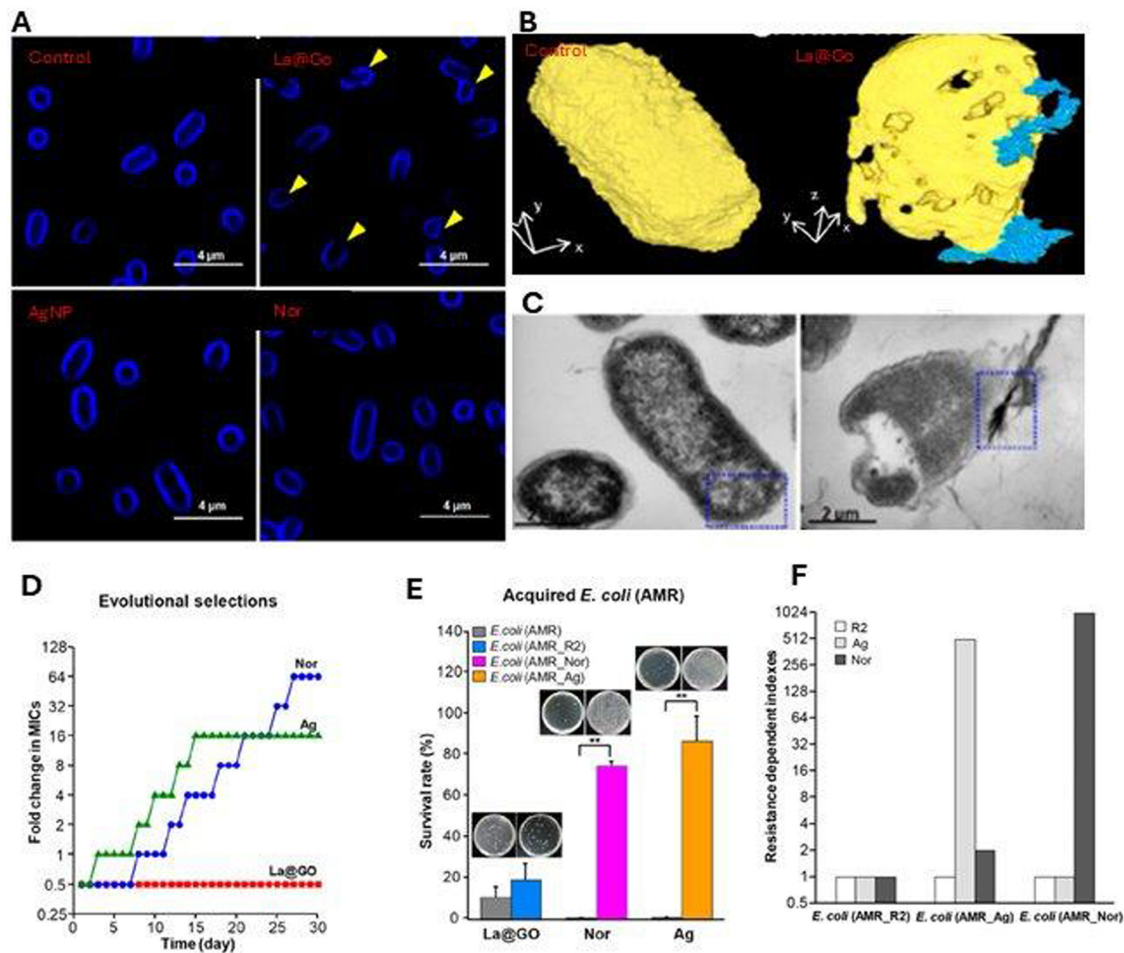 A
Control
La@Go
4 μm
4 μm
AgNP
Nor
4 μm
4 μm
B
Control
La@Go
y
x
z
y
x
C
2 μm
D
Evolutional selections
Fold change in MICs
128
64
32
16
8
4
2
1
0.5
0.25
Nor
Ag
La@GO
0 5 10 15 20 25 30
Time (day)
E
Acquired E. coli (AMR)
Survival rate (%)
140
120
100
80
60
40
20
0
E.coli (AMR)
E.coli (AMR_R2)
E.coli (AMR_Nor)
E.coli (AMR_Ag)
**
**
La@GO Nor Ag
F
Resistance dependent indexes
1024
512
256
128
64
32
16
8
4
2
1
0.5
R2
Ag
Nor
E. coli (AMR_R2) E. coli (AMR_Ag) E. coli (AMR_Nor)